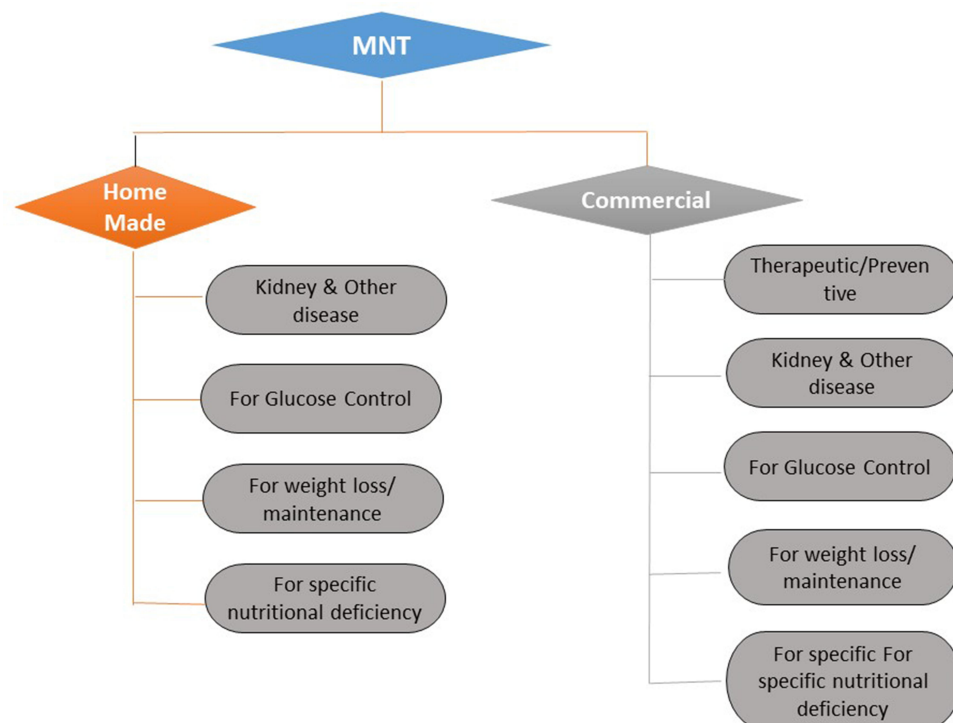 MNT
Home
Made
Kidney & Other
disease
For Glucose Control
For weight loss/
maintenance
For specific
nutritional deficiency
Commercial
Therapeutic/Preven
tive
Kidney & Other
disease
For Glucose Control
For weight loss/
maintenance
For specific For
specific nutritional
deficiency